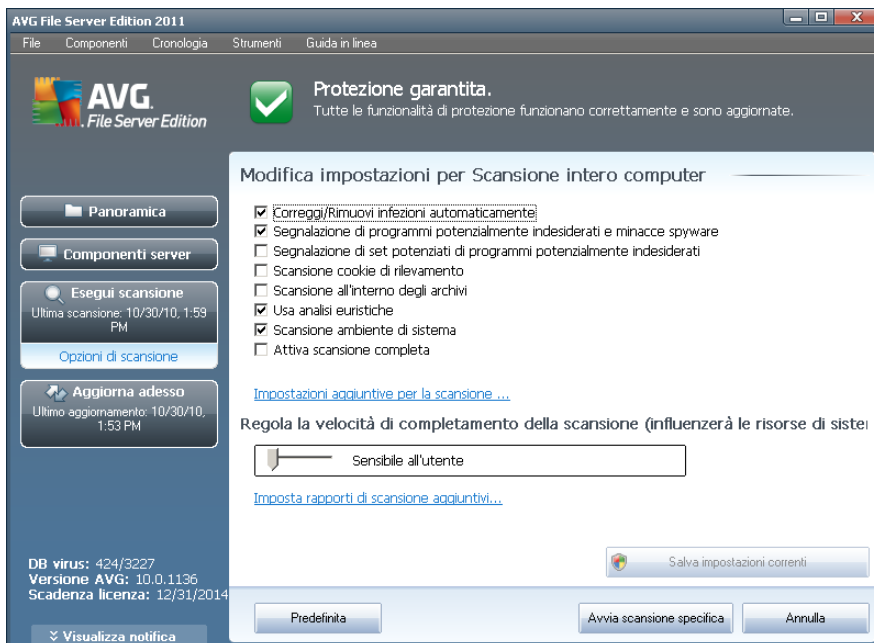 AVG File Server Edition 2011
File Componenti Cronologia Strumenti Guida in linea
AVG.
File Server Edition
Protezione garantita.
Tutte le funzionalità di protezione funzionano correttamente e sono aggiornate.
Panoramica
Componenti server
Esegui scansione
Ultima scansione: 10/30/10, 1:59
PM
Opzioni di scansione
Aggiorna adesso
Ultimo aggiornamento: 10/30/10,
1:53 PM
DB virus: 424/3227
Versione AVG: 10.0.1136
Scadenza licenza: 12/31/2014
Visualizza notifica
Modifica impostazioni per Scansione intero computer
Correggi/Rimuovi infezioni automaticamente
Segnalazione di programmi potenzialmente indesiderati e minacce spyware
Segnalazione di set potenziati di programmi potenzialmente indesiderati
Scansione cookie di rilevamento
Scansione all'interno degli archivi
Usa analisi euristiche
Scansione ambiente di sistema
Attiva scansione completa
Impostazioni aggiuntive per la scansione ...
Regola la velocità di completamento della scansione (influenzerà le risorse di sister
Sensibile all'utente
Imposta rapporti di scansione aggiuntivi...
Salva impostazioni correnti
Predefinita Avvia scansione specifica Annulla